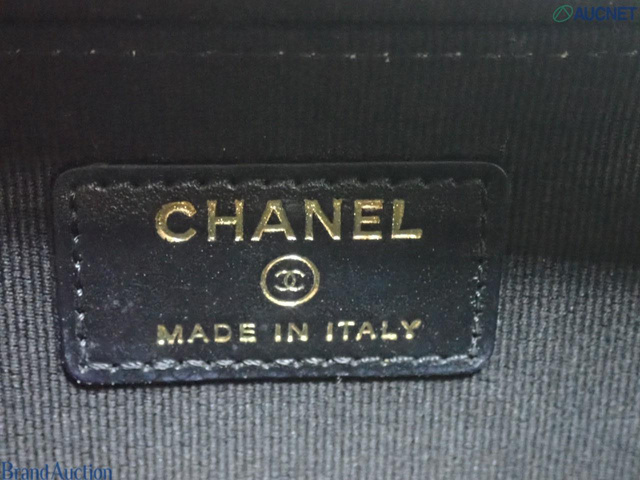 AUCNET
CHANEL
MADE IN ITALY
Brand Auction